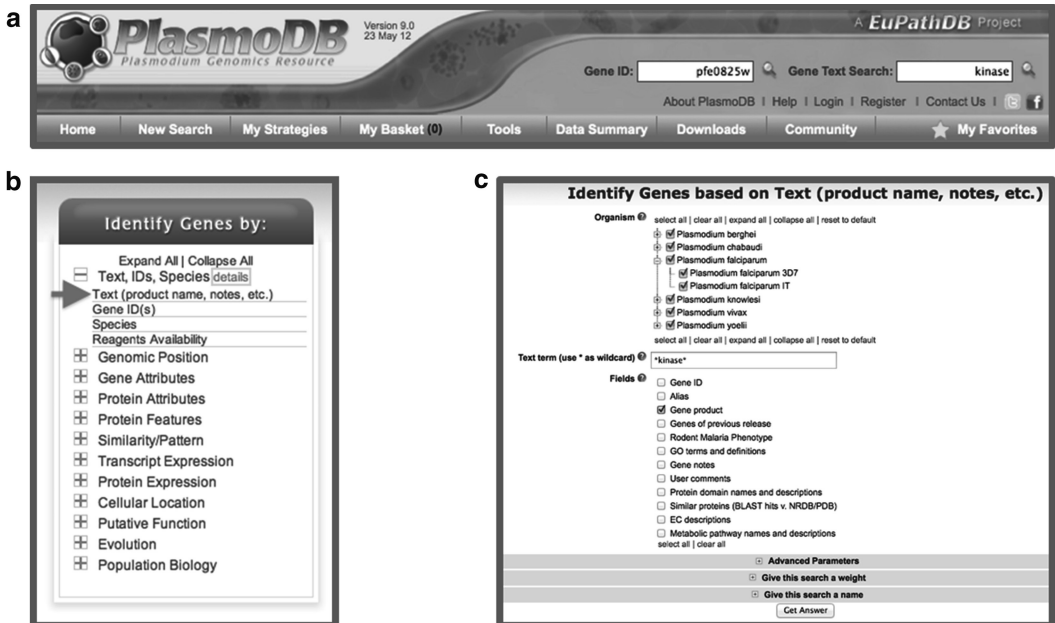 a
PlasmoDB
Plasmodium Genomics Resource
Version 9.0
23 May 12
A EuPathDB Project
Gene ID: pfe0825w Gene Text Search: kinase
About PlasmoDB | Help | Login | Register | Contact Us |
Home New Search My Strategies My Basket (0) Tools Data Summary Downloads Community My Favorites
b
Identify Genes by:
Expand All | Collapse All
Text, IDs, Species details
Text (product name, notes, etc.)
Gene ID(s)
Species
Reagents Availability
Genomic Position
Gene Attributes
Protein Attributes
Protein Features
Similarity/Pattern
Transcript Expression
Protein Expression
Cellular Location
Putative Function
Evolution
Population Biology
c
Identify Genes based on Text (product name, notes, etc.)
Organism select all | clear all | expand all | collapse all | reset to default
Plasmodium berghei
Plasmodium chabaudi
Plasmodium falciparum
Plasmodium falciparum 3D7
Plasmodium falciparum IT
Plasmodium knowlesi
Plasmodium vivax
Plasmodium yoelii
select all | clear all | expand all | collapse all | reset to default
Text term (use * as wildcard) *kinase*
Fields
Gene ID
Alias
Gene product
Genes of previous release
Rodent Malaria Phenotype
GO terms and definitions
Gene notes
User comments
Protein domain names and descriptions
Similar proteins (BLAST hits v. NRDB/PDB)
EC descriptions
Metabolic pathway names and descriptions
select all | clear all
Advanced Parameters
Give this search a weight
Give this search a name
Get Answer